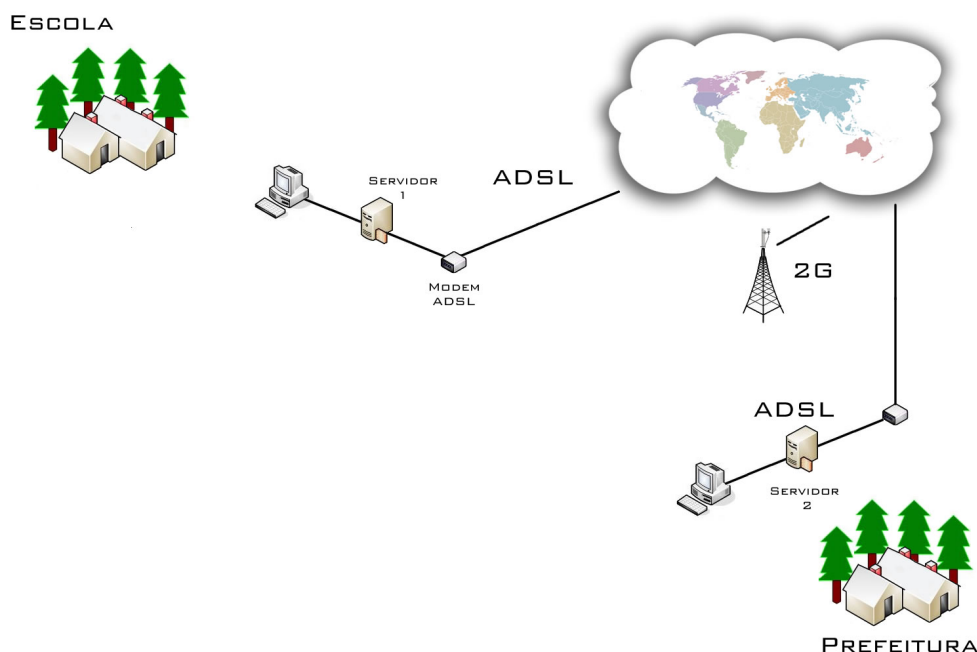 Escola
Servidor
1
ADSL
Modem
ADSL
2G
ADSL
Servidor
2
Prefeitura